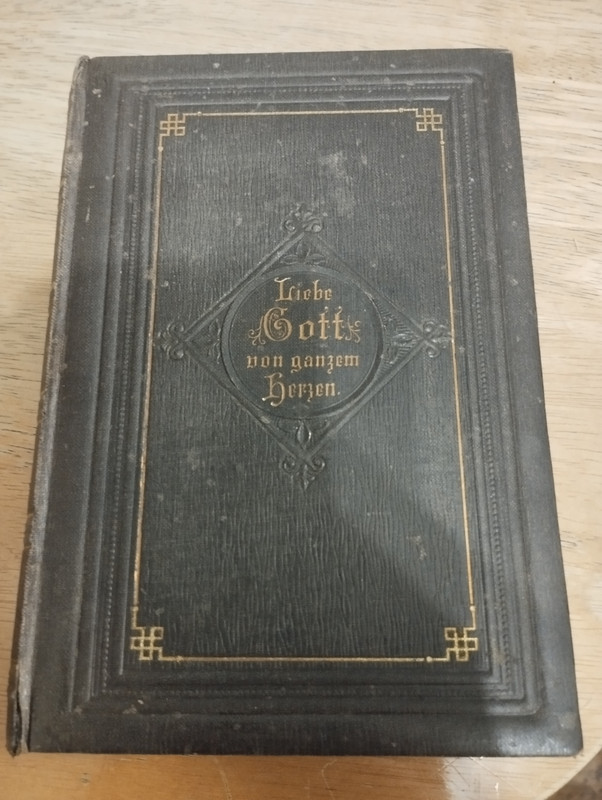 Liebe
Gott
von ganzem
Herzen.